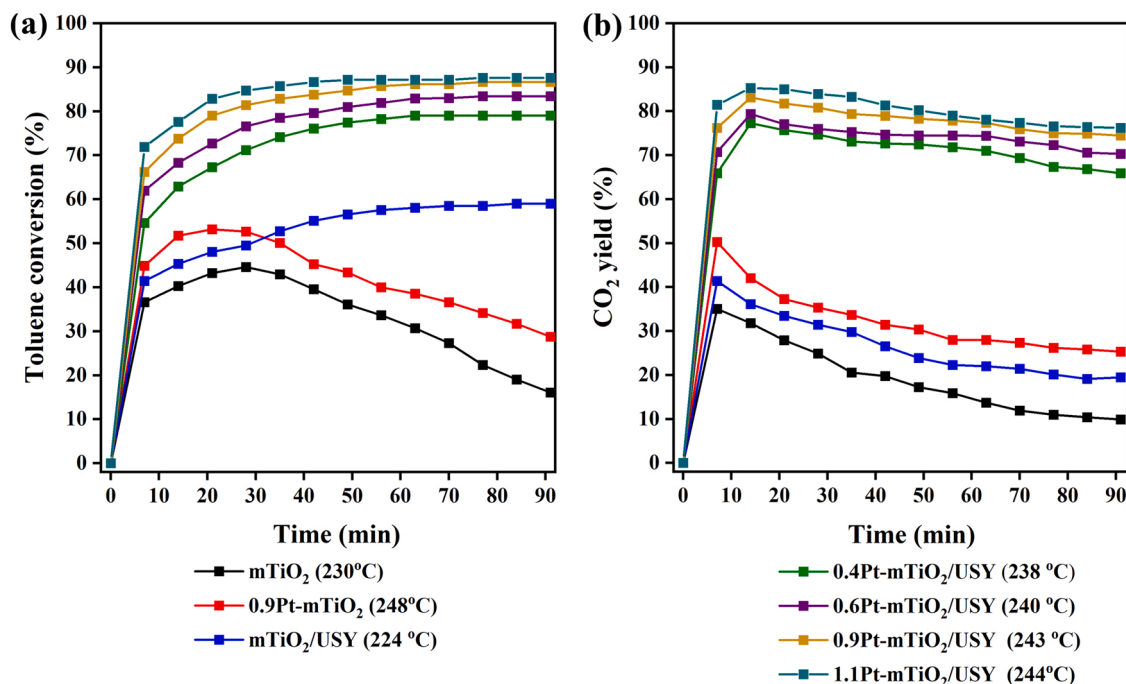 (a)
Toluene conversion (%)
100
90
80
70
60
50
40
30
20
10
0
0 10 20 30 40 50 60 70 80 90
Time (min)
(b)
CO₂ yield (%)
100
90
80
70
60
50
40
30
20
10
0
0 10 20 30 40 50 60 70 80 90
Time (min)
mTiO₂ (230ºC)
0.9Pt-mTiO₂ (248ºC)
mTiO₂/USY (224 ºC)
0.4Pt-mTiO₂/USY (238 ºC)
0.6Pt-mTiO₂/USY (240 ºC)
0.9Pt-mTiO₂/USY (243 ºC)
1.1Pt-mTiO₂/USY (244ºC)